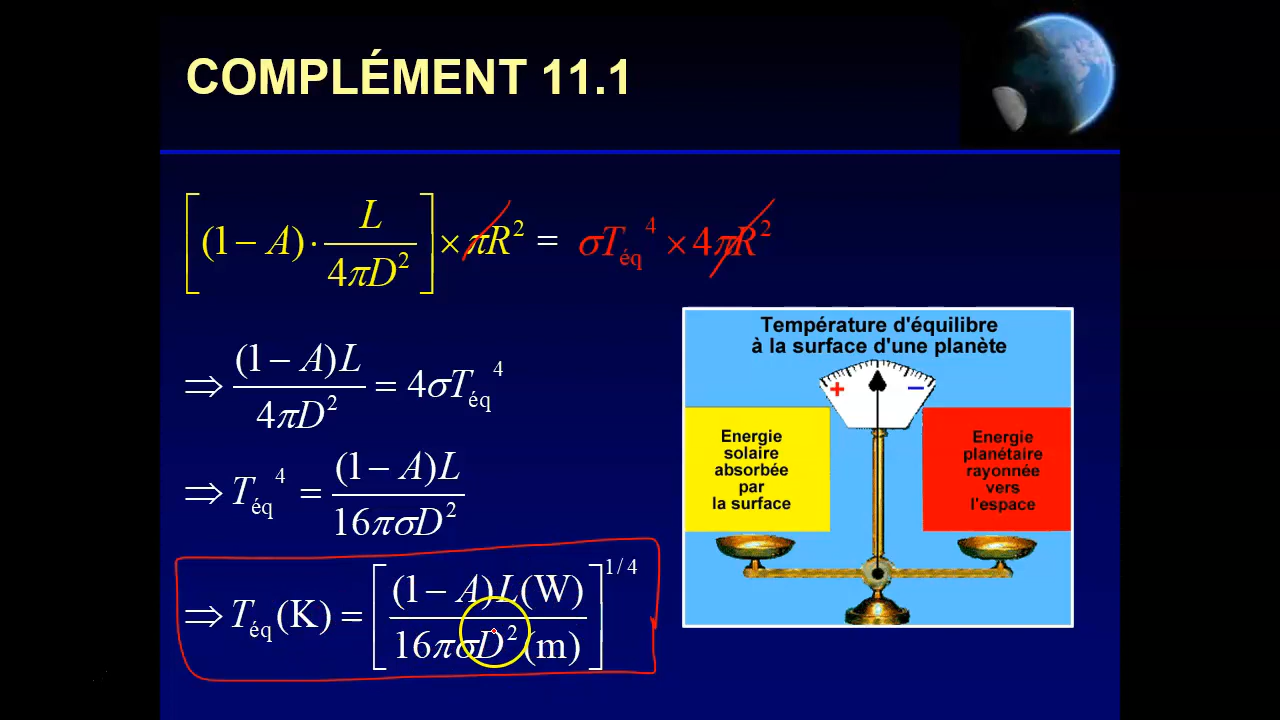 COMPLÉMENT 11.1
[(1 − A) · L / 4πD²] × πR² = σT_éq⁴ × 4πR²
⇒ (1 − A)L / 4πD² = 4σT_éq⁴
⇒ T_éq⁴ = (1 − A)L / 16πσD²
⇒ T_éq(K) = [(1 − A)L(W) / 16πσD²(m)]^1/4
Température d'équilibre
à la surface d'une planète
+ −
Energie
solaire
absorbée
par
la surface
Energie
planétaire
rayonnée
vers
l'espace